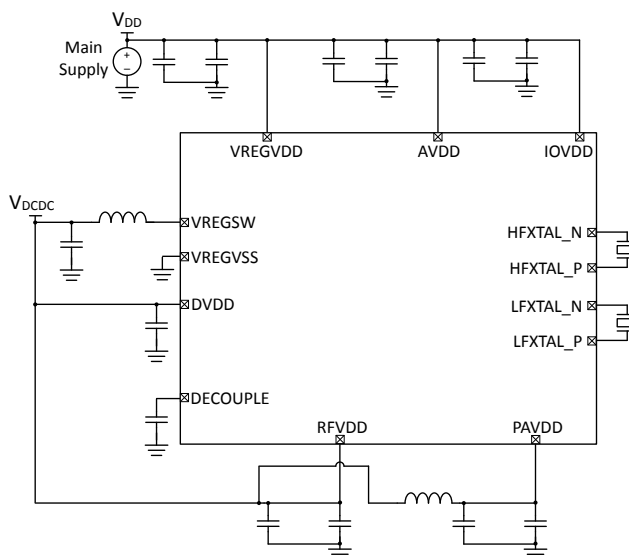 VDD
Main
Supply
+
−
VREGVDD
AVDD
IOVDD
VDCDC
VREGSW
HFXTAL_N
VREGVSS
HFXTAL_P
DVDD
LFXTAL_N
LFXTAL_P
DECOUPLE
RFVDD
PAVDD